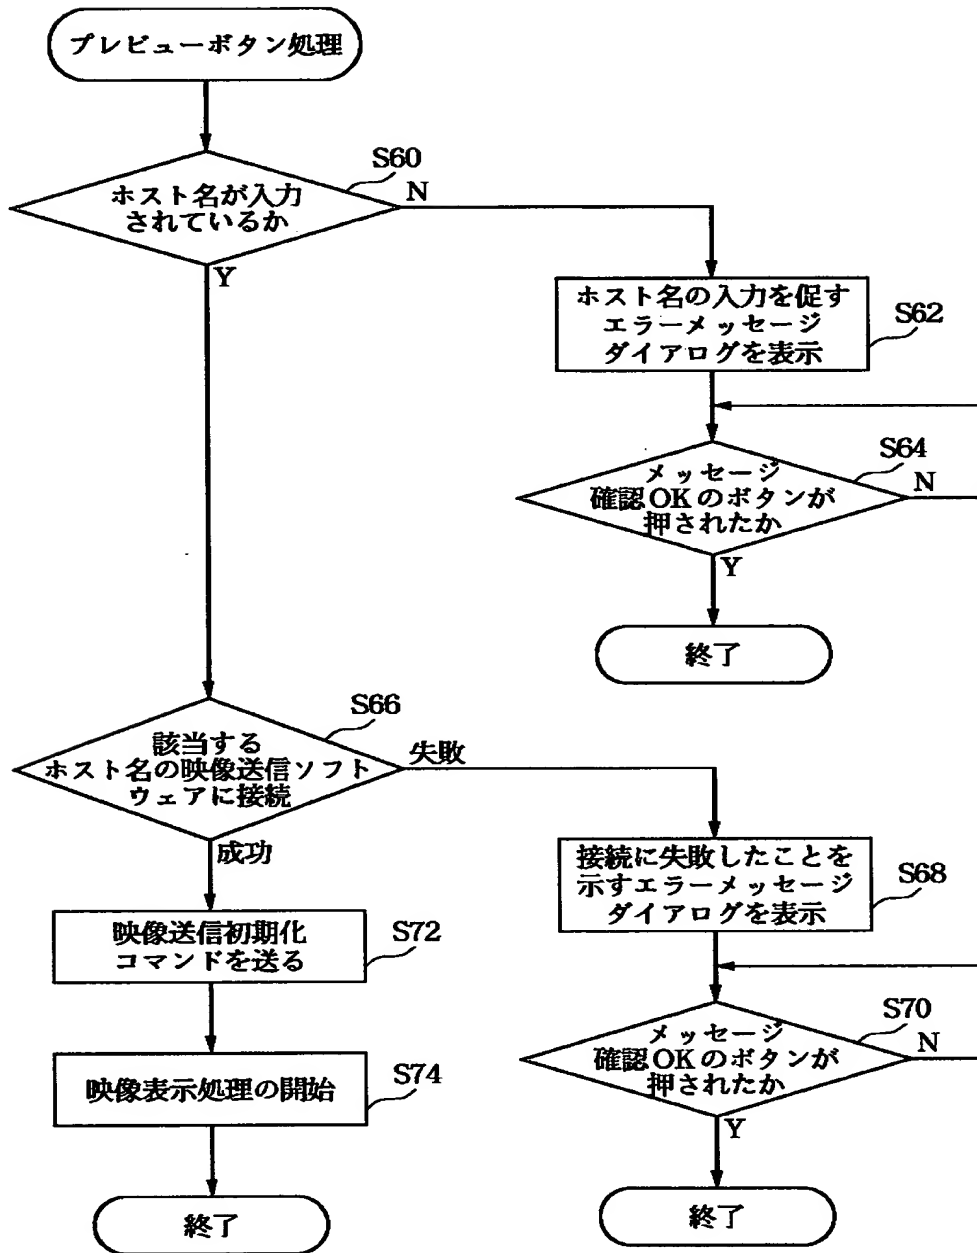 プレビューボタン処理
S60
ホスト名が入力
されているか
N
Y
ホスト名の入力を促す
エラーメッセージ
ダイアログを表示
S62
S64
メッセージ
確認OKのボタンが
押されたか
N
Y
終了
S66
該当する
ホスト名の映像送信ソフト
ウェアに接続
失敗
成功
接続に失敗したことを
示すエラーメッセージ
ダイアログを表示
S68
映像送信初期化
コマンドを送る
S72
S70
メッセージ
確認OKのボタンが
押されたか
N
Y
映像表示処理の開始
S74
終了
終了